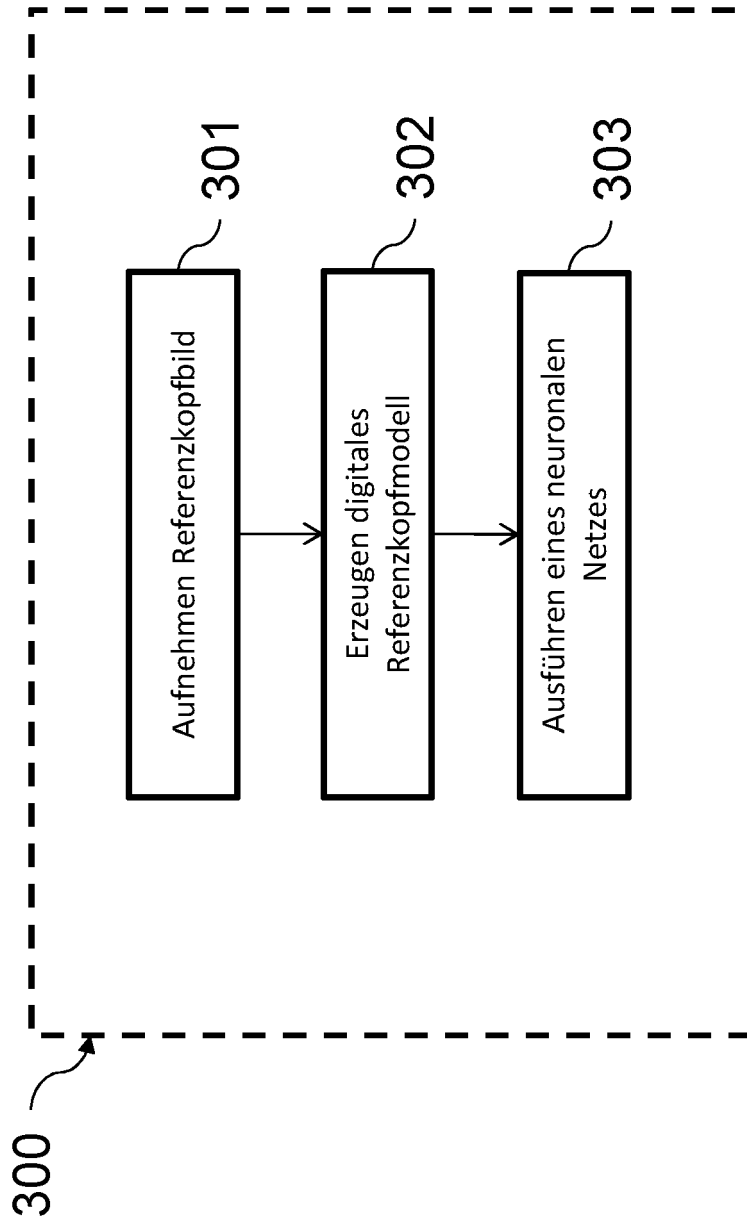 300
Aufnehmen Referenzkopfbild
301
Erzeugen digitales
Referenzkopfmodell
302
Ausführen eines neuronalen
Netzes
303